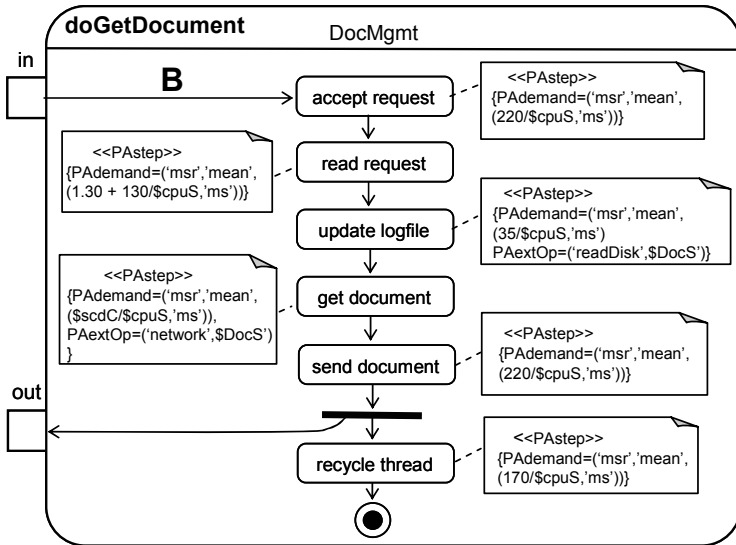 doGetDocument
DocMgmt
in
B
accept request
<<PAstep>>
{PAdemand=(‘msr’,’mean’,
(220/$cpuS,’ms’))}
<<PAstep>>
{PAdemand=(‘msr’,’mean’,
(1.30 + 130/$cpuS,’ms’))}
read request
update logfile
<<PAstep>>
{PAdemand=(‘msr’,’mean’,
(35/$cpuS,’ms’)
PAextOp=(‘readDisk’,$DocS’)}
<<PAstep>>
{PAdemand=(‘msr’,’mean’,
($scdC/$cpuS,’ms’)),
PAextOp=(‘network’,$DocS’)
}
get document
send document
<<PAstep>>
{PAdemand=(‘msr’,’mean’,
(220/$cpuS,’ms’))}
out
recycle thread
<<PAstep>>
{PAdemand=(‘msr’,’mean’,
(170/$cpuS,’ms’))}